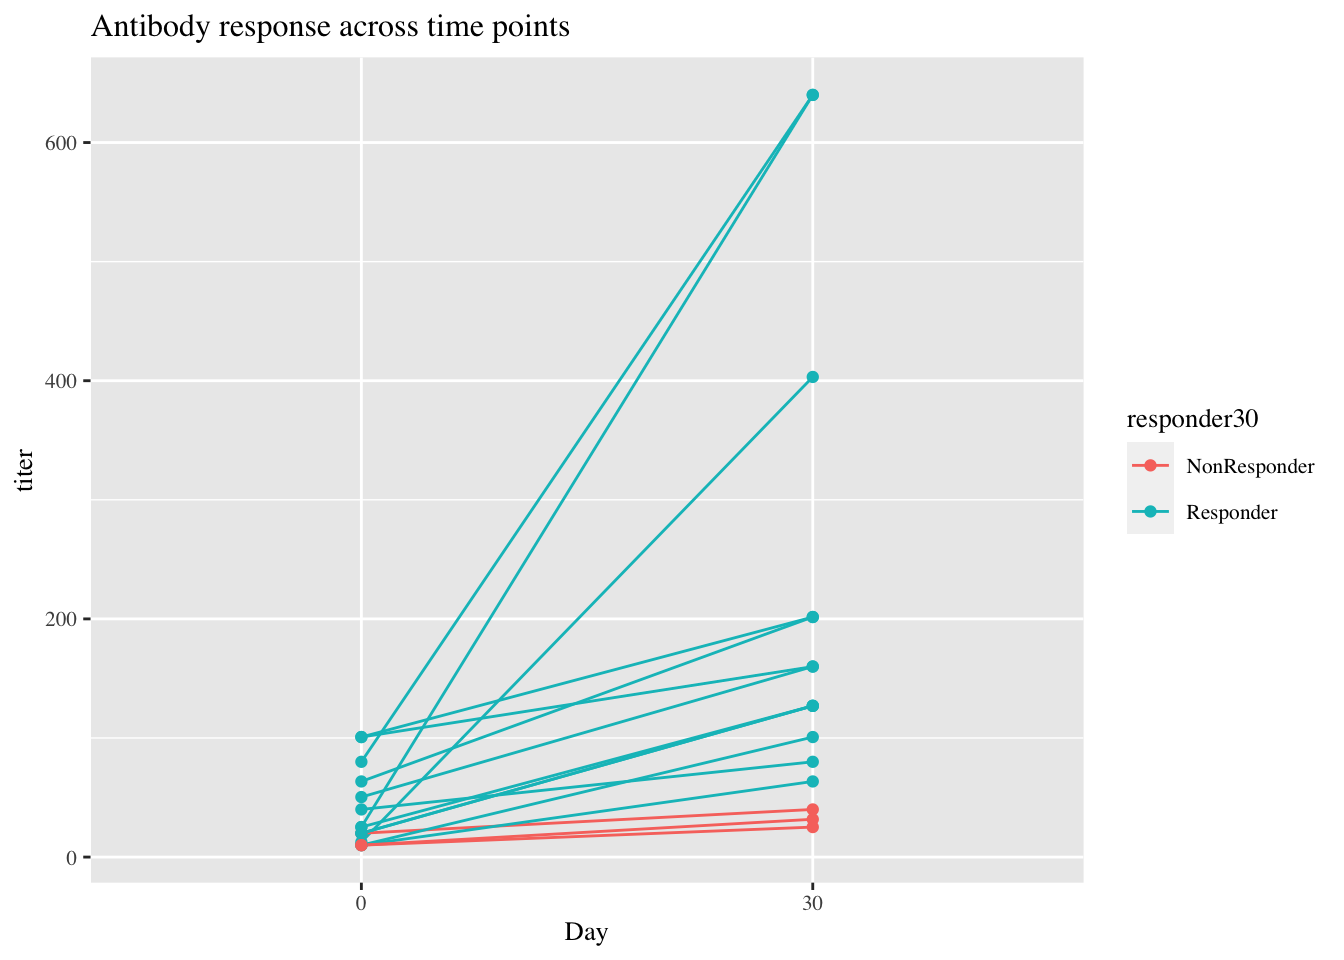 Antibody response across time points
600
400
200
0
titer
0 30
Day
responder30
NonResponder
Responder